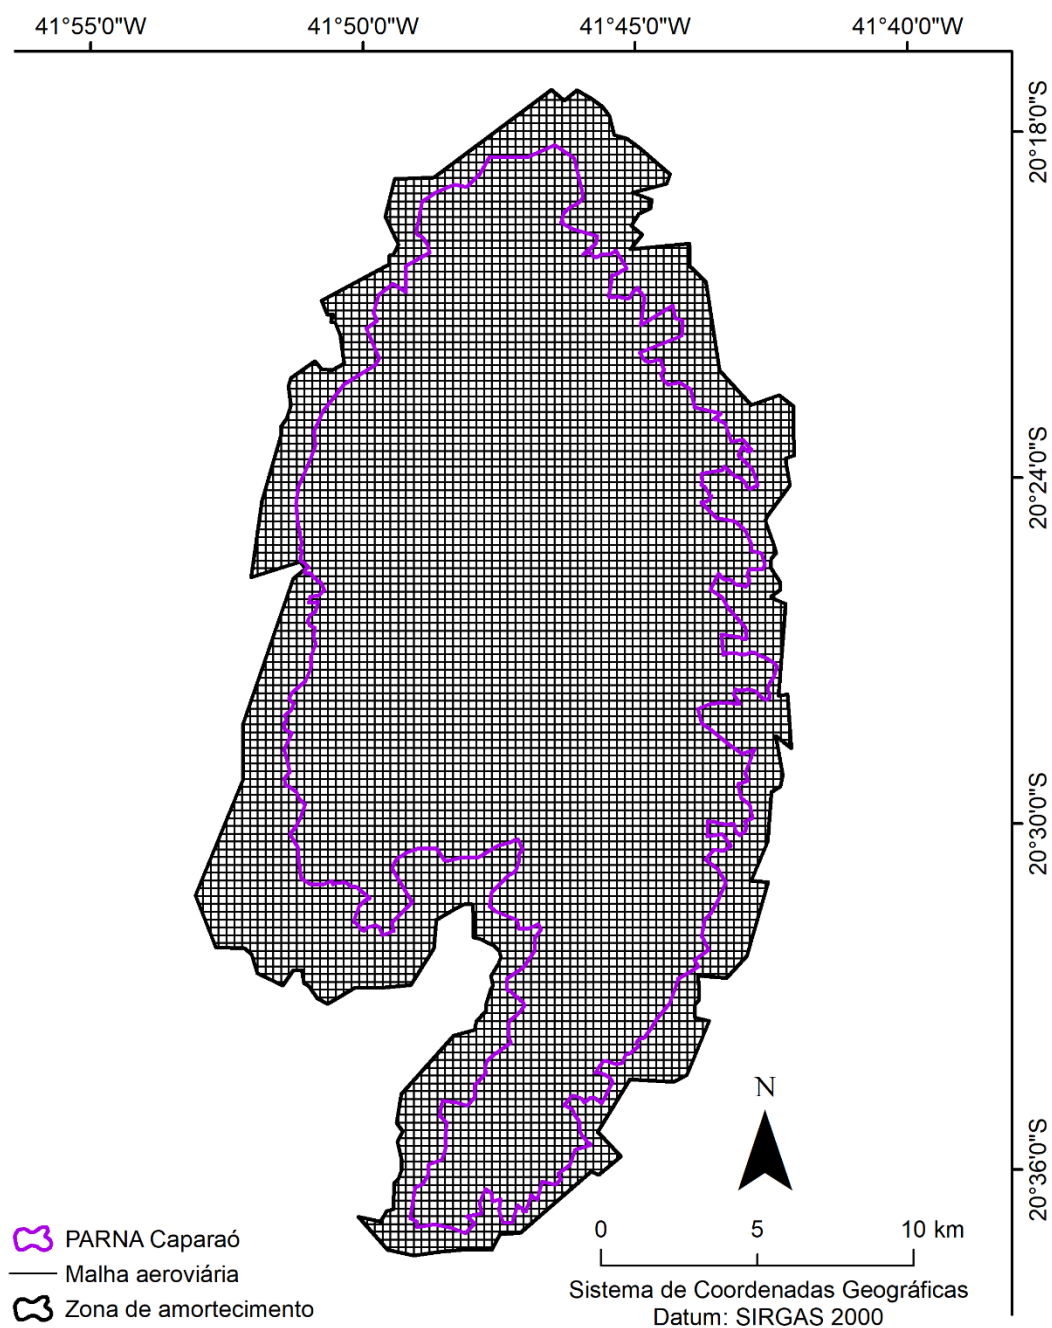 41°55'0"W 41°50'0"W 41°45'0"W 41°40'0"W
20°18'0"S
20°24'0"S
20°30'0"S
20°36'0"S
N
0 5 10 km
PARNA Caparaó
Malha aeroviária
Zona de amortecimento
Sistema de Coordenadas Geográficas
Datum: SIRGAS 2000